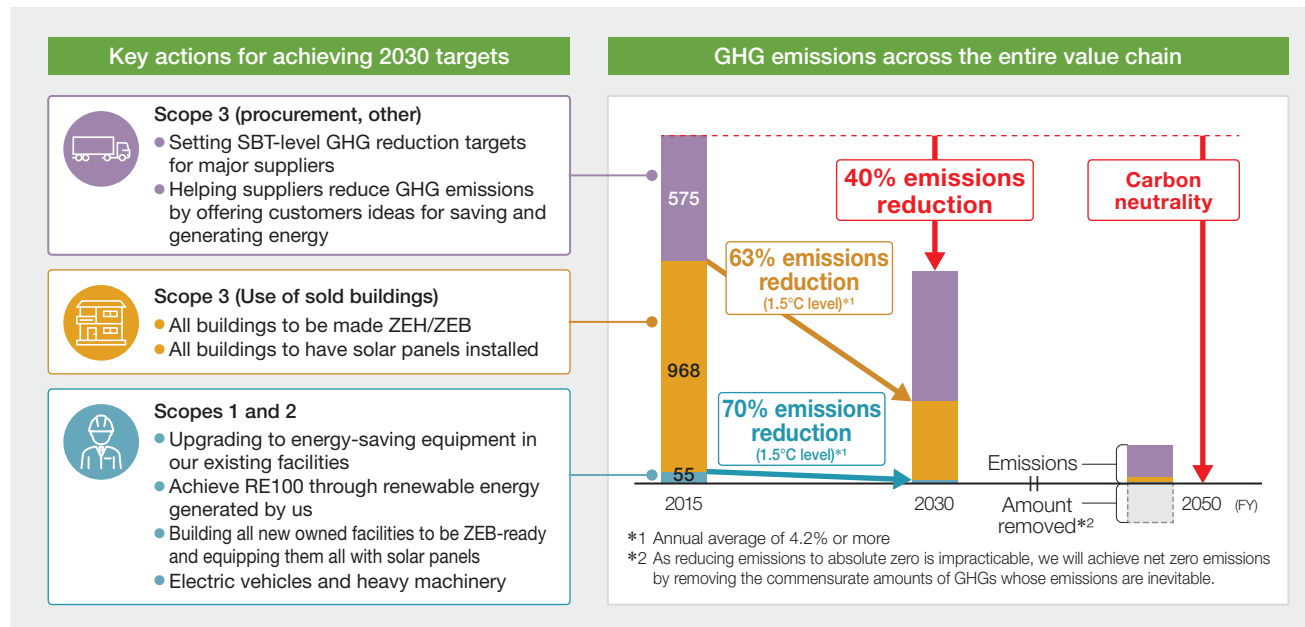 Key actions for achieving 2030 targets
Scope 3 (procurement, other)
● Setting SBT-level GHG reduction targets
for major suppliers
● Helping suppliers reduce GHG emissions
by offering customers ideas for saving and
generating energy
Scope 3 (Use of sold buildings)
● All buildings to be made ZEH/ZEB
● All buildings to have solar panels installed
Scopes 1 and 2
● Upgrading to energy-saving equipment in
our existing facilities
● Achieve RE100 through renewable energy
generated by us
● Building all new owned facilities to be ZEB-ready
and equipping them all with solar panels
● Electric vehicles and heavy machinery
GHG emissions across the entire value chain
575
968
55
40% emissions
reduction
Carbon
neutrality
63% emissions
reduction
(1.5°C level)*1
70% emissions
reduction
(1.5°C level)*1
Emissions
Amount
removed*2
2015
2030
2050 (FY)
*1 Annual average of 4.2% or more
*2 As reducing emissions to absolute zero is impracticable, we will achieve net zero emissions
by removing the commensurate amounts of GHGs whose emissions are inevitable.